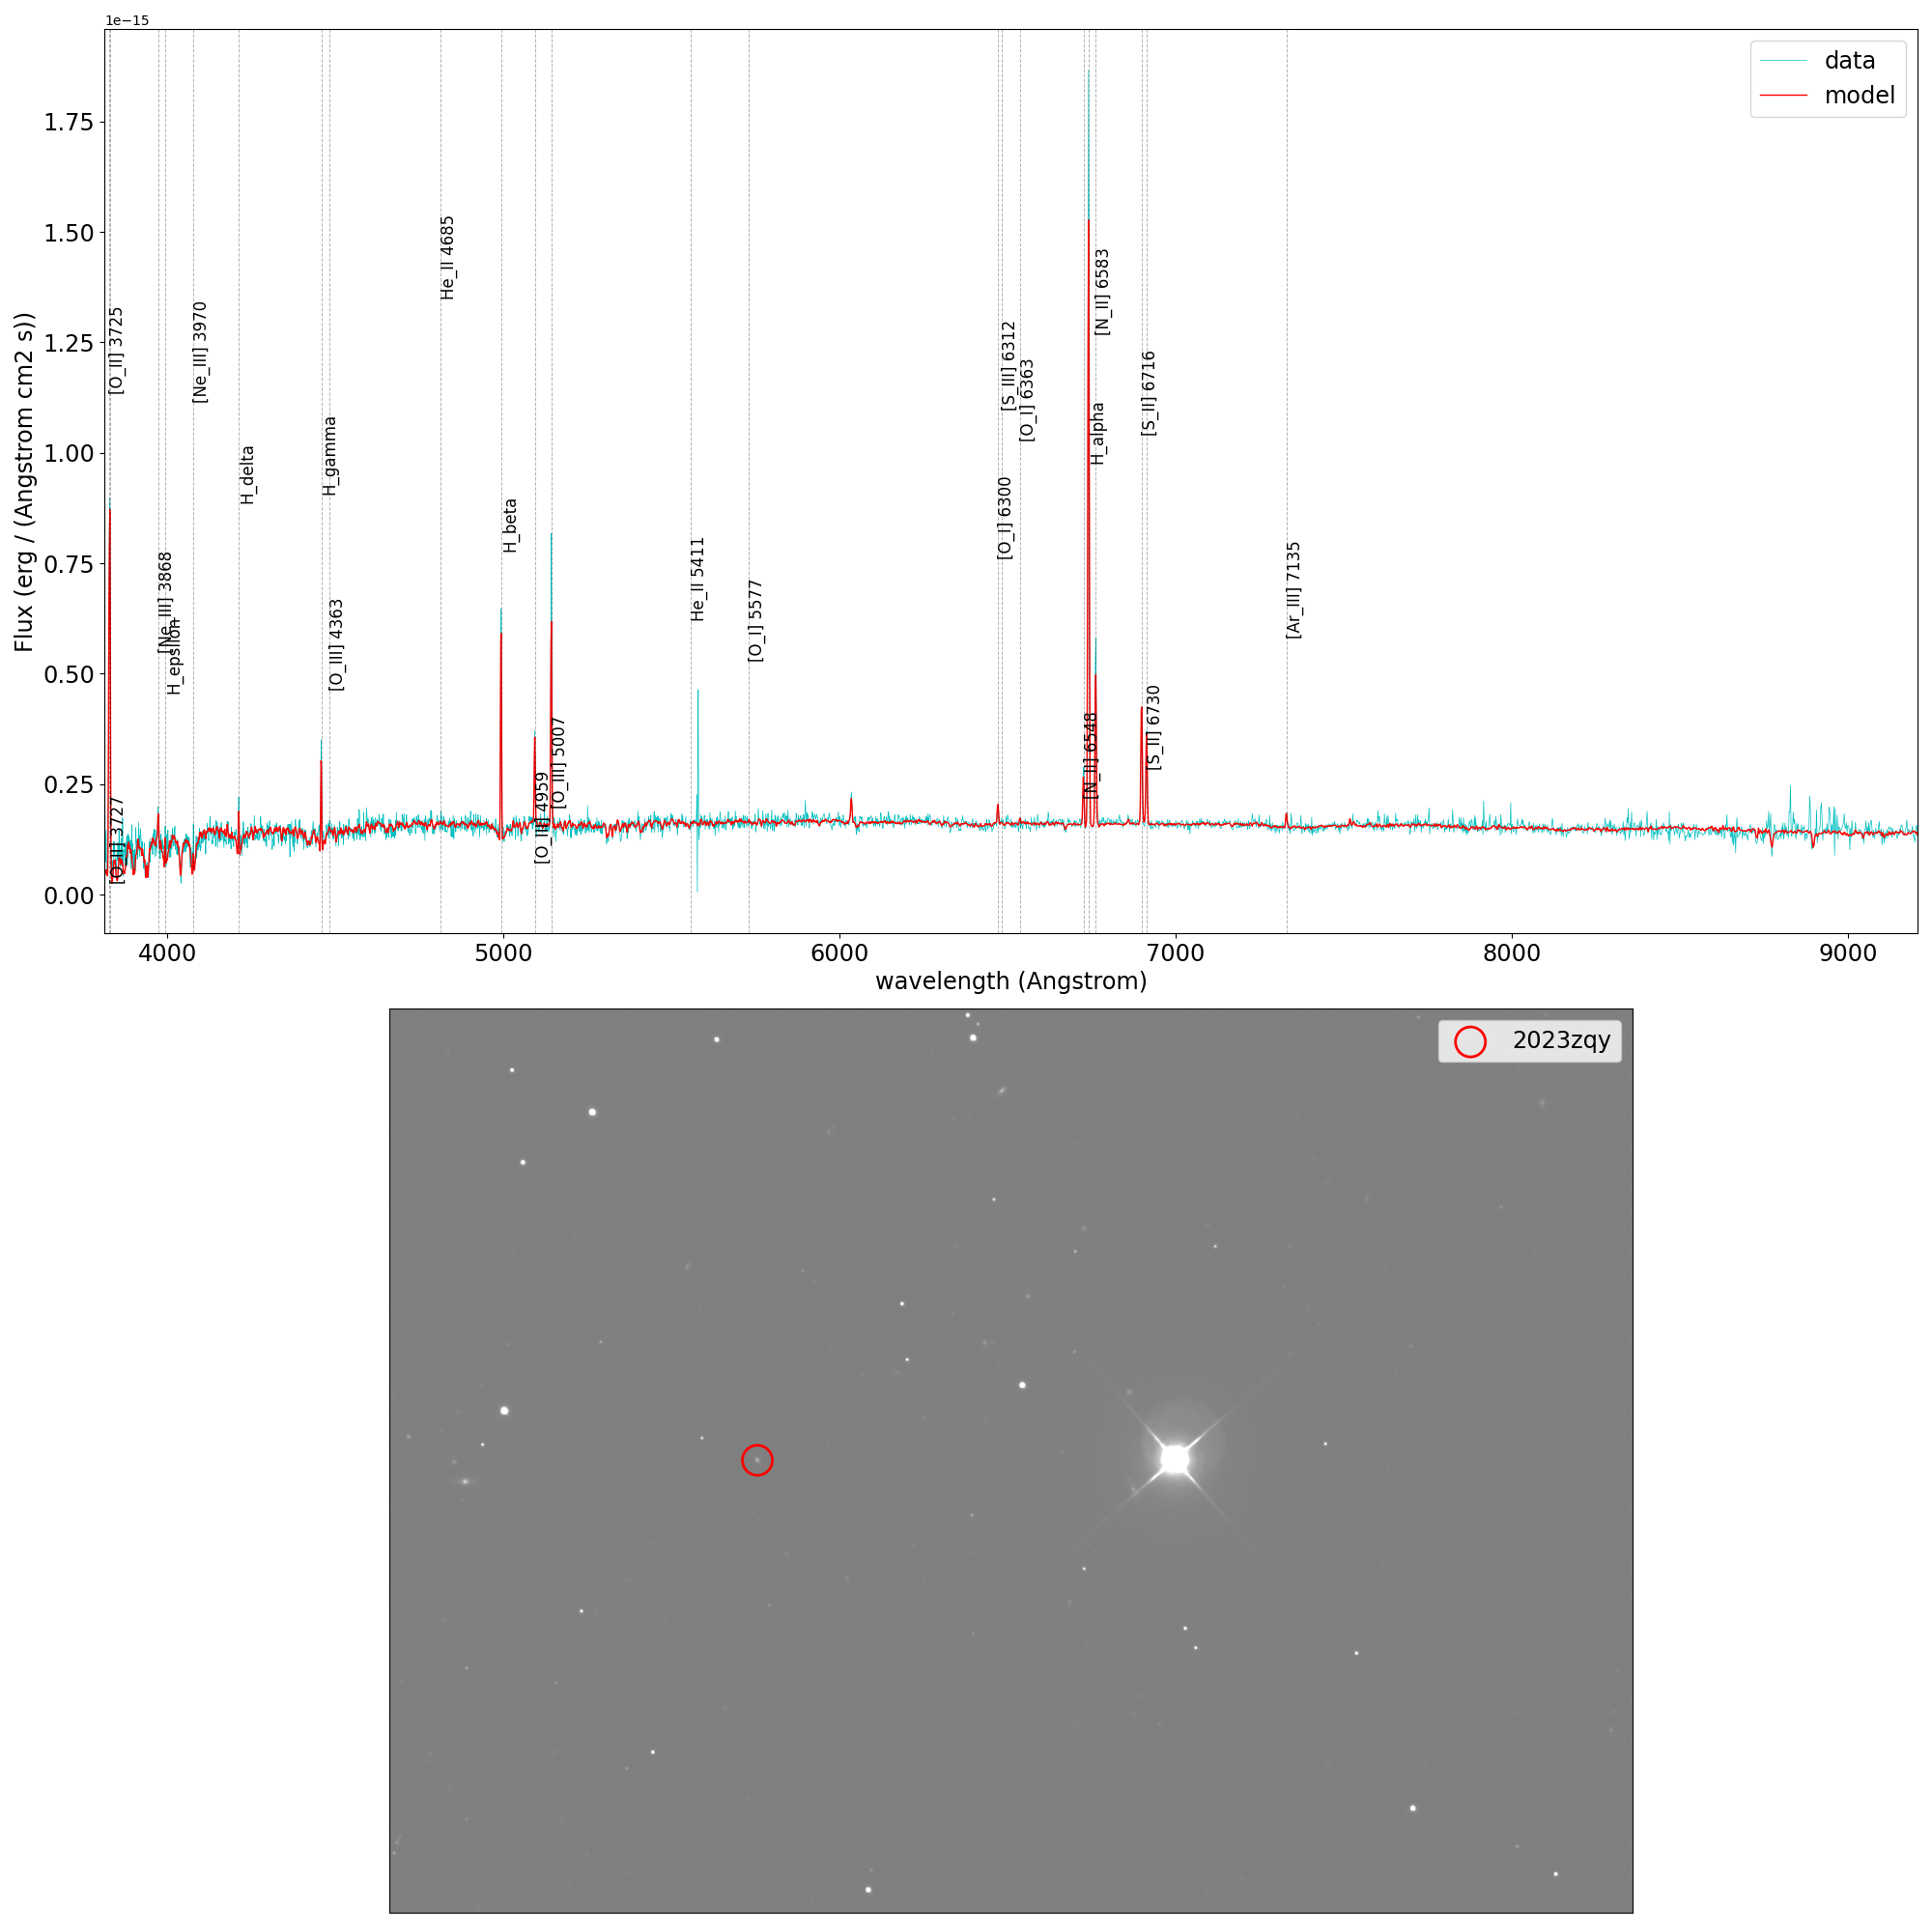 1e−15
data
model
1.75
1.50
1.25
1.00
0.75
0.50
0.25
0.00
Flux (erg / (Angstrom cm2 s))
[O_II] 3725
[O_II] 3727
[Ne_III] 3868
H_epsilon
[Ne_III] 3970
H_delta
H_gamma
[O_III] 4363
He_II 4685
H_beta
[O_III] 4959
[O_III] 5007
He_II 5411
[O_I] 5577
[O_I] 6300
[S_III] 6312
[O_I] 6363
[N_II] 6548
H_alpha
[N_II] 6583
[S_II] 6716
[S_II] 6730
[Ar_III] 7135
4000
5000
6000
7000
8000
9000
wavelength (Angstrom)
2023zqy